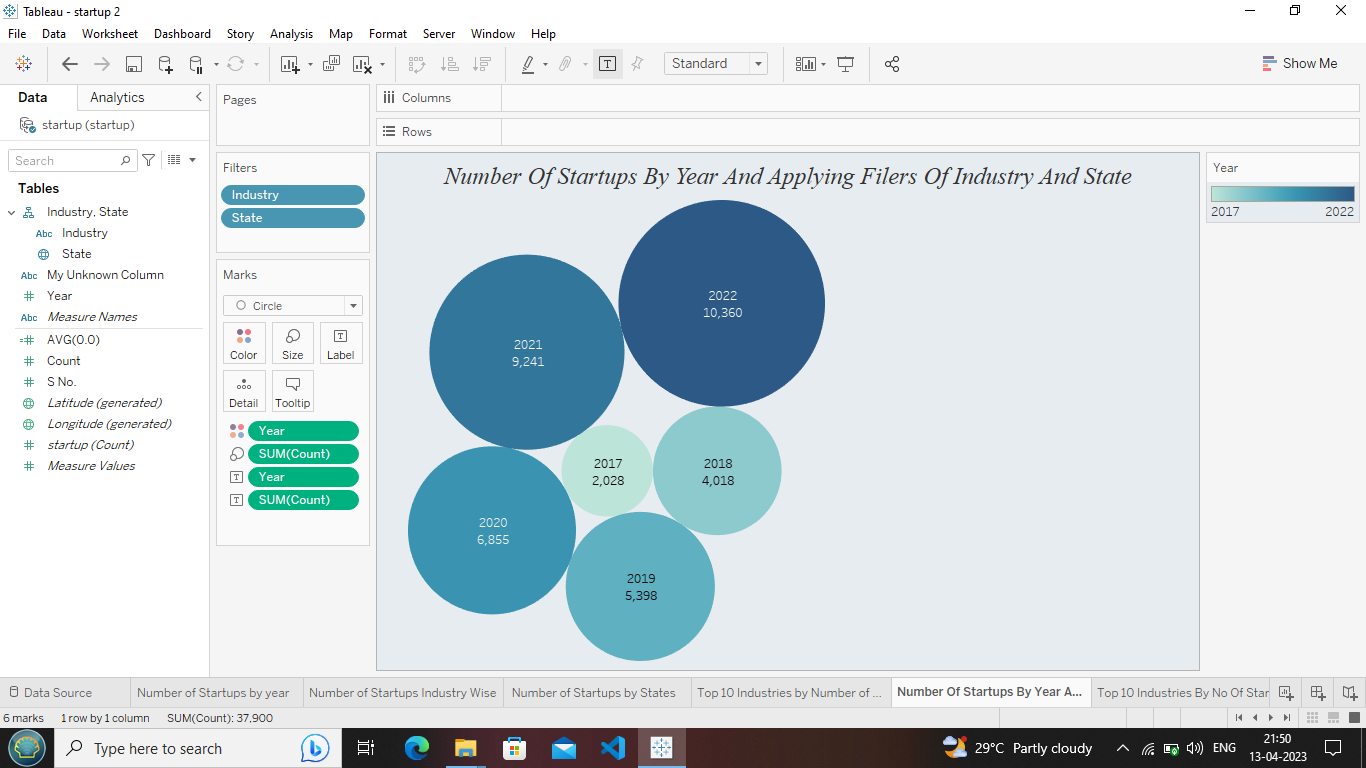 Tableau - startup 2
File Data Worksheet Dashboard Story Analysis Map Format Server Window Help
Standard
Show Me
Data
Analytics
startup (startup)
Search
Tables
Industry, State
Abc Industry
State
Abc My Unknown Column
# Year
Abc Measure Names
=# AVG(0.0)
# Count
# S No.
Latitude (generated)
Longitude (generated)
# startup (Count)
# Measure Values
Pages
Filters
Industry
State
Marks
Circle
Color
Size
T
Label
Detail
Tooltip
Year
SUM(Count)
T Year
T SUM(Count)
Columns
Rows
Number Of Startups By Year And Applying Filers Of Industry And State
2022
10,360
2021
9,241
2017
2,028
2018
4,018
2020
6,855
2019
5,398
Year
2017 2022
Data Source
Number of Startups by year
Number of Startups Industry Wise
Number of Startups by States
Top 10 Industries by Number of ...
Number Of Startups By Year A...
Top 10 Industries By No Of Star
6 marks 1 row by 1 column SUM(Count): 37,900
Type here to search
29°C Partly cloudy
ENG
21:50
13-04-2023